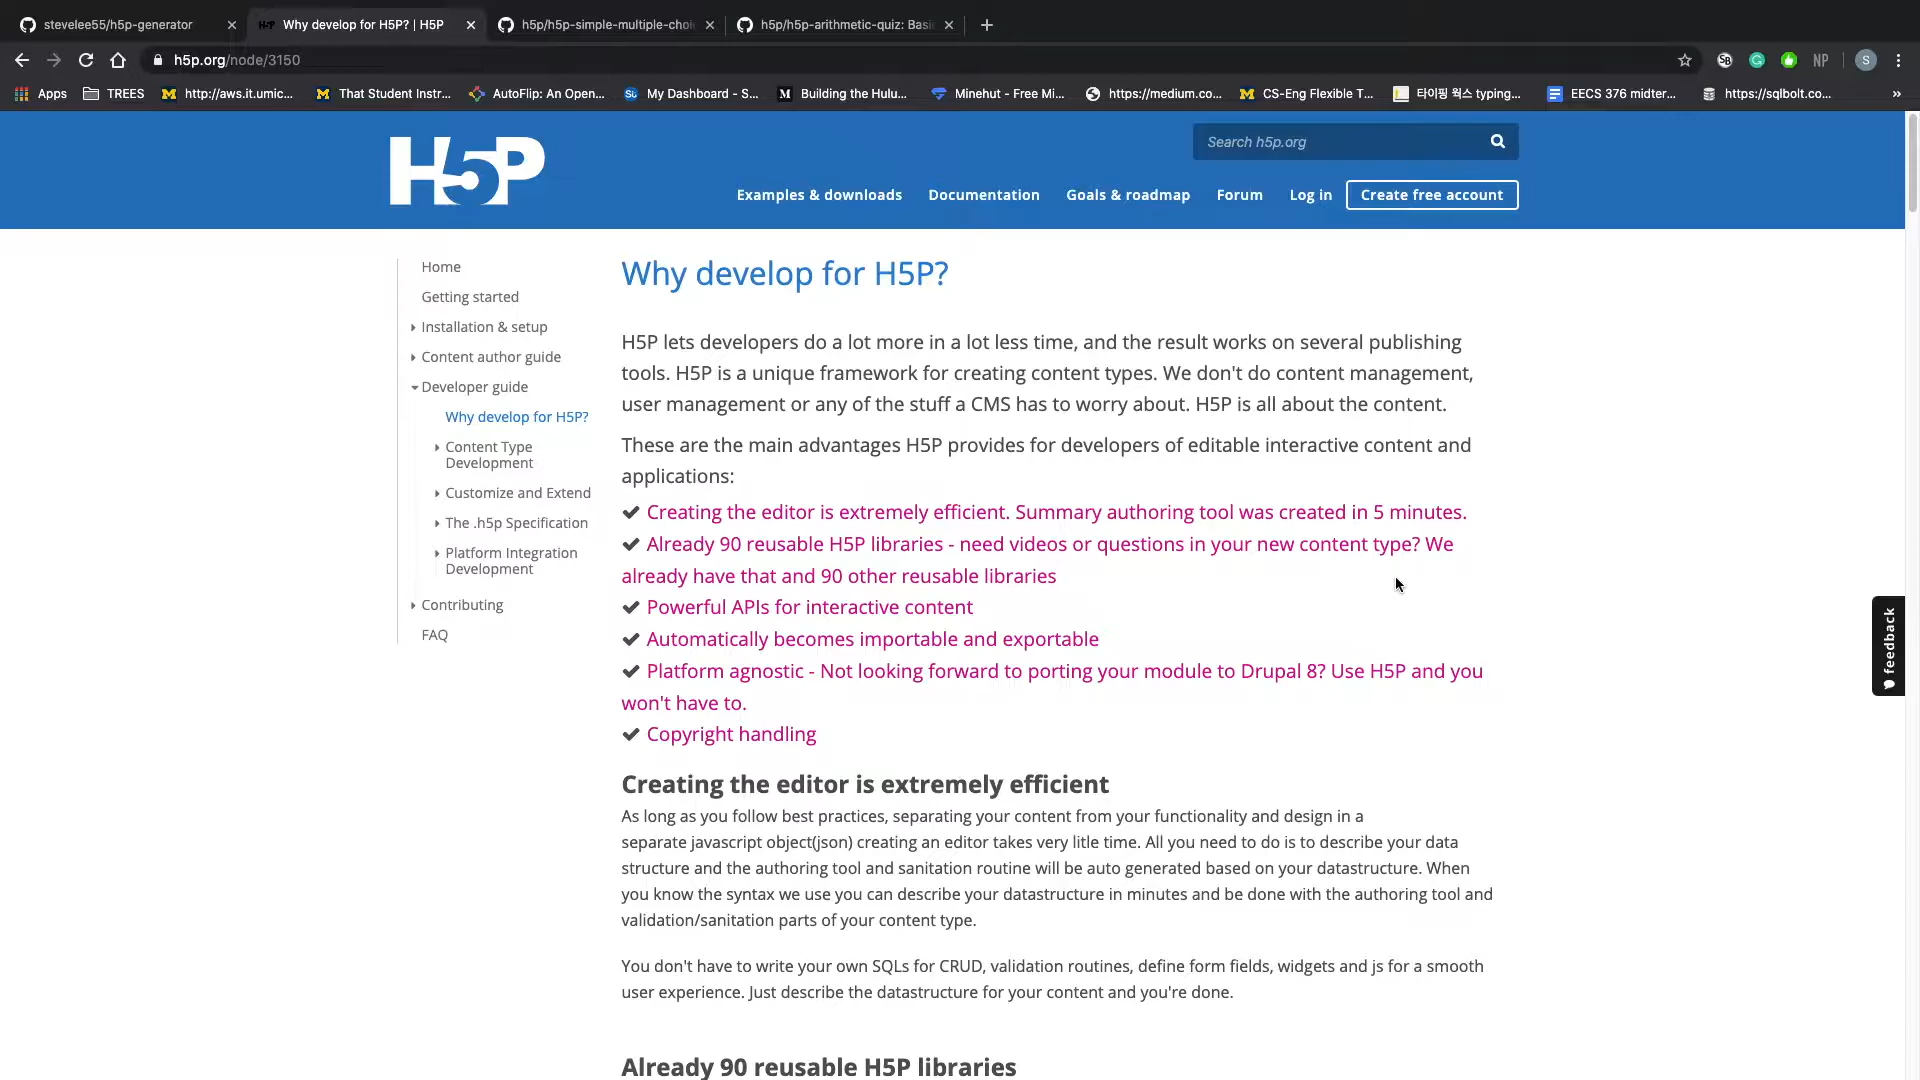 stevelee55/h5p-generator
Why develop for H5P? | H5P
h5p/h5p-simple-multiple-choi
h5p/h5p-arithmetic-quiz: Basi
h5p.org/node/3150
NP
S
Apps
TREES
http://aws.it.umic...
That Student Instr...
AutoFlip: An Open...
My Dashboard - S...
Building the Hulu...
Minehut - Free Mi...
https://medium.co...
CS-Eng Flexible T...
타이핑 웍스 typing...
EECS 376 midter...
https://sqlbolt.co...
»
H5P
Search h5p.org
Examples & downloads
Documentation
Goals & roadmap
Forum
Log in
Create free account
Home
Getting started
Installation & setup
Content author guide
Developer guide
Why develop for H5P?
Content Type
Development
Customize and Extend
The .h5p Specification
Platform Integration
Development
Contributing
FAQ
Why develop for H5P?
H5P lets developers do a lot more in a lot less time, and the result works on several publishing
tools. H5P is a unique framework for creating content types. We don't do content management,
user management or any of the stuff a CMS has to worry about. H5P is all about the content.
These are the main advantages H5P provides for developers of editable interactive content and
applications:
Creating the editor is extremely efficient. Summary authoring tool was created in 5 minutes.
Already 90 reusable H5P libraries - need videos or questions in your new content type? We
already have that and 90 other reusable libraries
Powerful APIs for interactive content
Automatically becomes importable and exportable
Platform agnostic - Not looking forward to porting your module to Drupal 8? Use H5P and you
won't have to.
Copyright handling
Creating the editor is extremely efficient
As long as you follow best practices, separating your content from your functionality and design in a
separate javascript object(json) creating an editor takes very litle time. All you need to do is to describe your data
structure and the authoring tool and sanitation routine will be auto generated based on your datastructure. When
you know the syntax we use you can describe your datastructure in minutes and be done with the authoring tool and
validation/sanitation parts of your content type.
You don't have to write your own SQLs for CRUD, validation routines, define form fields, widgets and js for a smooth
user experience. Just describe the datastructure for your content and you're done.
Already 90 reusable H5P libraries
feedback